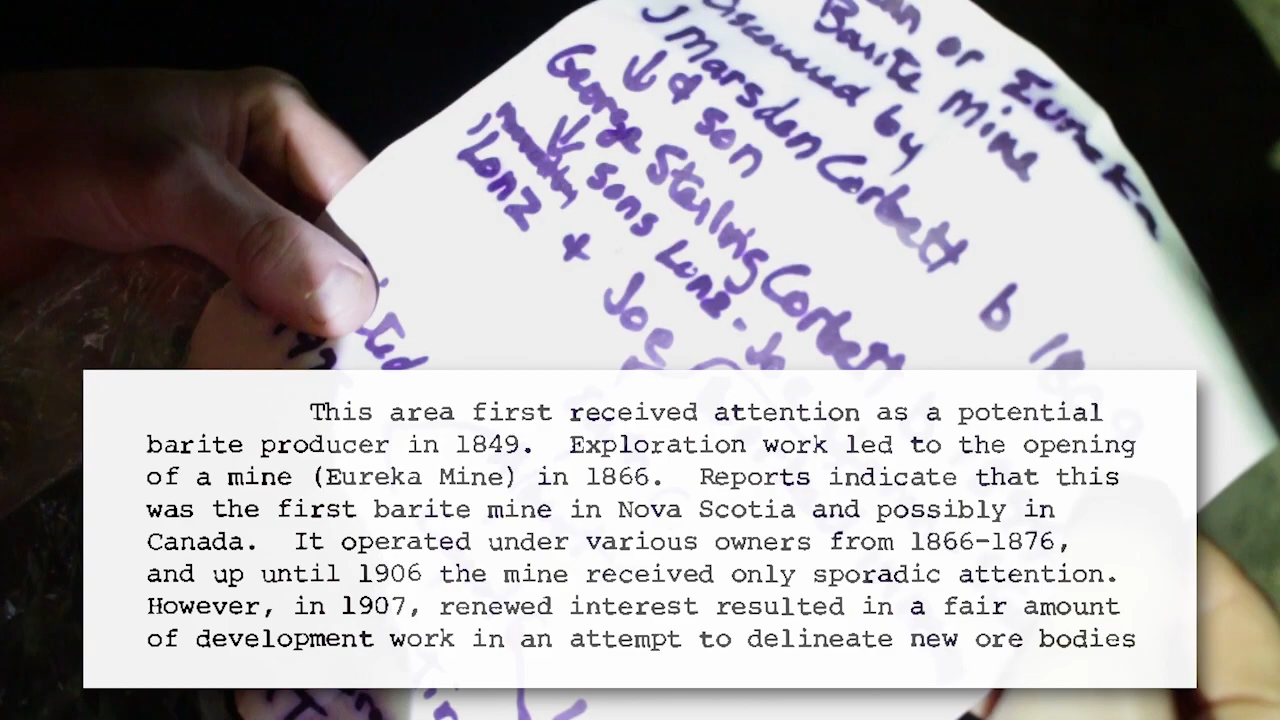 or Eureka
Barite Mine
discovered by
J Marsden Corbett b
↓ & son
George Sterling Corbett
↓ sons Lonz -
"Lonz & Joe
This area first received attention as a potential
barite producer in 1849. Exploration work led to the opening
of a mine (Eureka Mine) in 1866. Reports indicate that this
was the first barite mine in Nova Scotia and possibly in
Canada. It operated under various owners from 1866-1876,
and up until 1906 the mine received only sporadic attention.
However, in 1907, renewed interest resulted in a fair amount
of development work in an attempt to delineate new ore bodies